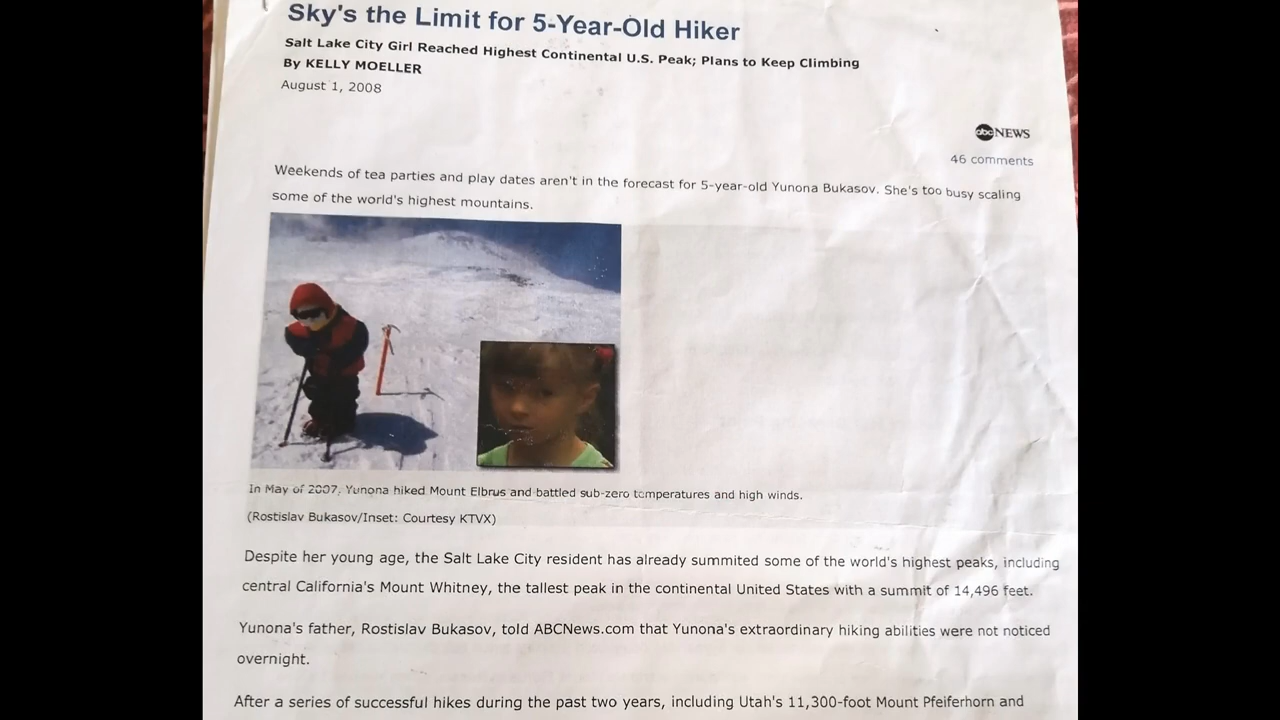 Sky's the Limit for 5-Year-Old Hiker
Salt Lake City Girl Reached Highest Continental U.S. Peak; Plans to Keep Climbing
By KELLY MOELLER
August 1, 2008
abc NEWS
46 comments
Weekends of tea parties and play dates aren't in the forecast for 5-year-old Yunona Bukasov. She's too busy scaling
some of the world's highest mountains.
In May of 2007, Yunona hiked Mount Elbrus and battled sub-zero temperatures and high winds.
(Rostislav Bukasov/Inset: Courtesy KTVX)
Despite her young age, the Salt Lake City resident has already summited some of the world's highest peaks, including
central California's Mount Whitney, the tallest peak in the continental United States with a summit of 14,496 feet.
Yunona's father, Rostislav Bukasov, told ABCNews.com that Yunona's extraordinary hiking abilities were not noticed
overnight.
After a series of successful hikes during the past two years, including Utah's 11,300-foot Mount Pfeiferhorn and